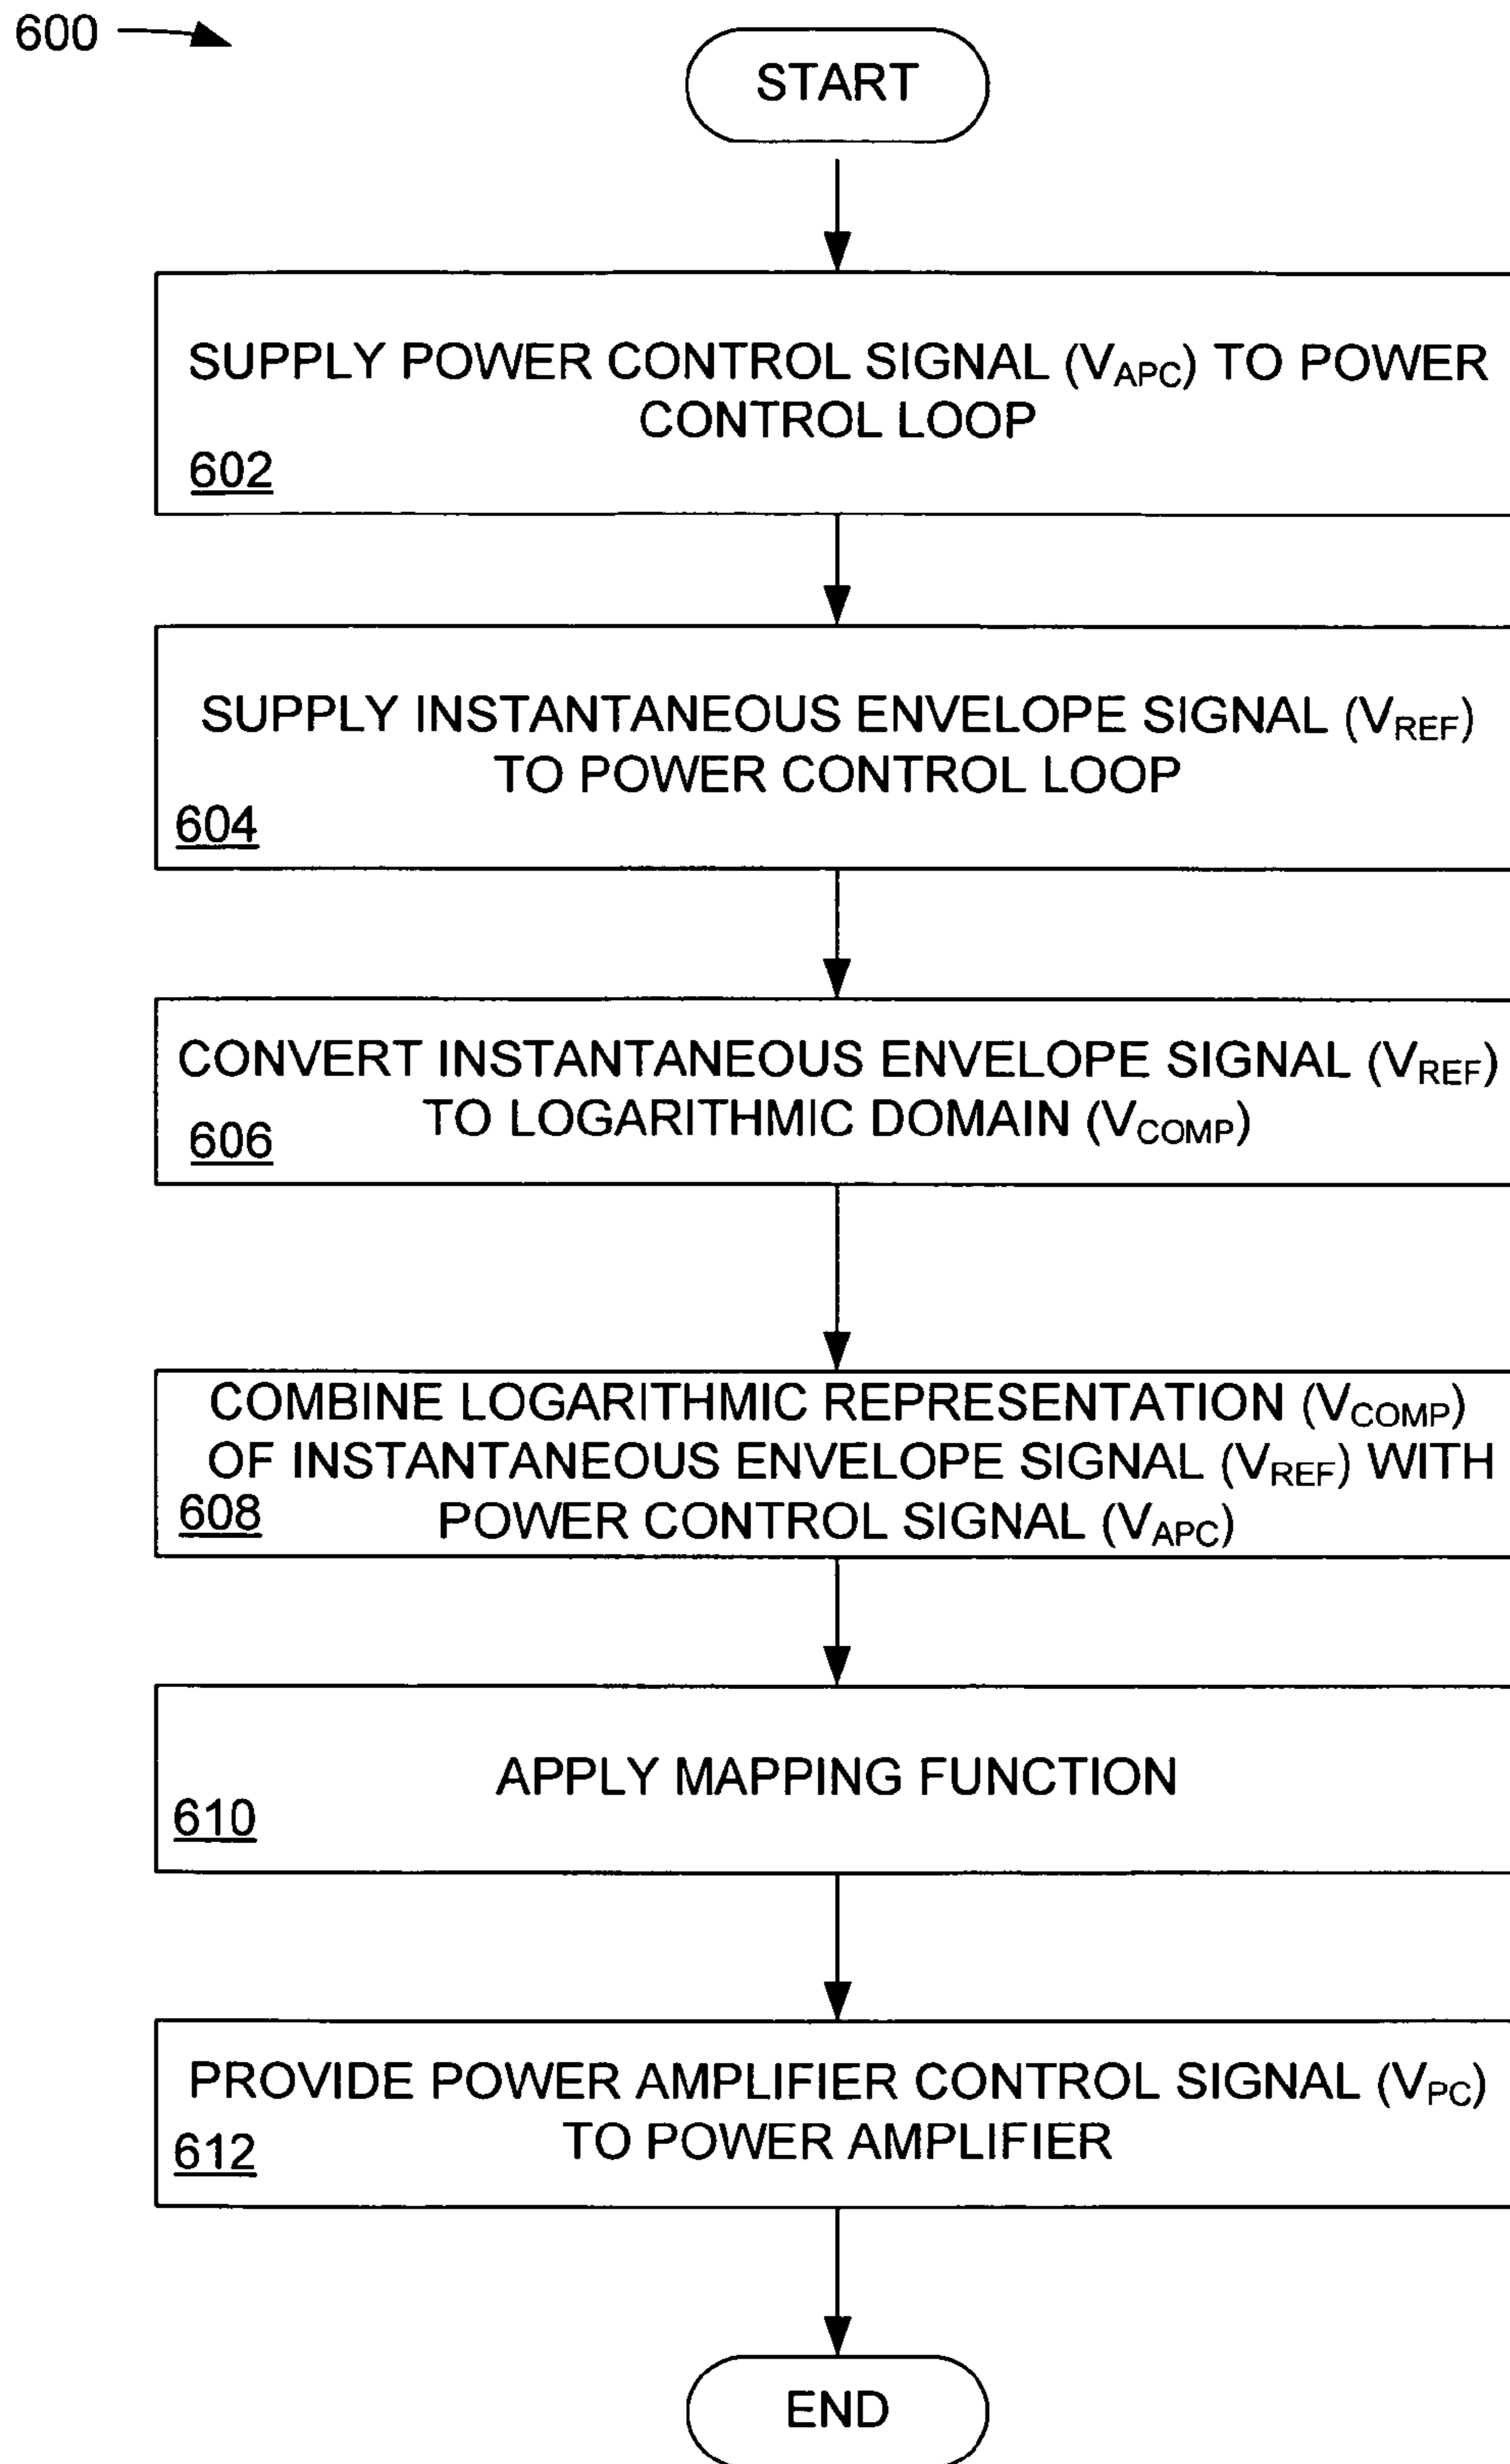 600
START
SUPPLY POWER CONTROL SIGNAL (VAPC) TO POWER
CONTROL LOOP
602
SUPPLY INSTANTANEOUS ENVELOPE SIGNAL (VREF)
TO POWER CONTROL LOOP
604
CONVERT INSTANTANEOUS ENVELOPE SIGNAL (VREF)
TO LOGARITHMIC DOMAIN (VCOMP)
606
COMBINE LOGARITHMIC REPRESENTATION (VCOMP)
OF INSTANTANEOUS ENVELOPE SIGNAL (VREF) WITH
POWER CONTROL SIGNAL (VAPC)
608
APPLY MAPPING FUNCTION
610
PROVIDE POWER AMPLIFIER CONTROL SIGNAL (VPC)
TO POWER AMPLIFIER
612
END